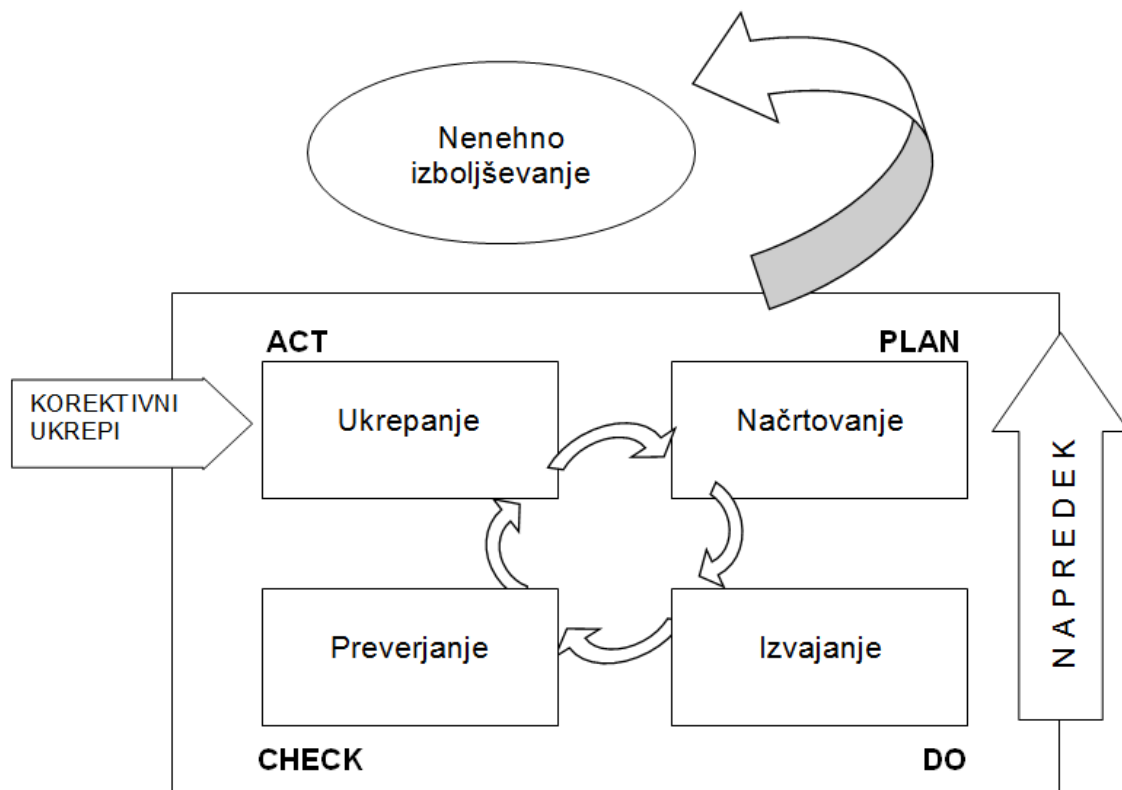 Nenehno
izboljševanje
ACT
PLAN
KOREKTIVNI
UKREPI
Ukrepanje
Načrtovanje
NAPREDEK
Preverjanje
Izvajanje
CHECK
DO